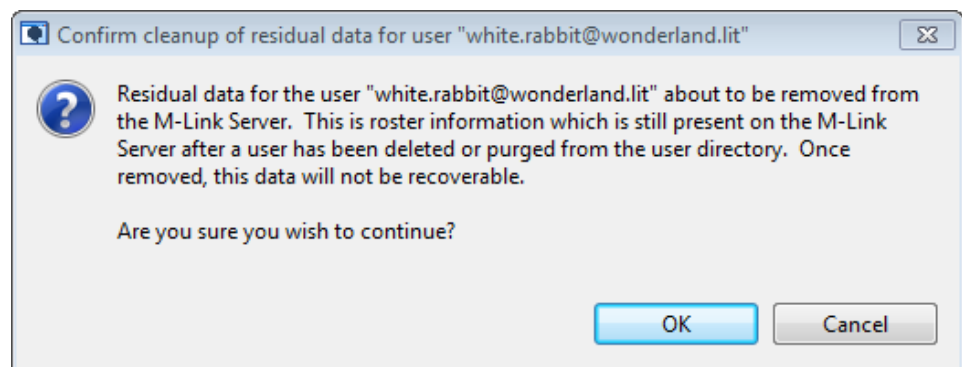 Confirm cleanup of residual data for user "white.rabbit@wonderland.lit"
Residual data for the user "white.rabbit@wonderland.lit" about to be removed from
the M-Link Server.  This is roster information which is still present on the M-Link
Server after a user has been deleted or purged from the user directory.  Once
removed, this data will not be recoverable.
Are you sure you wish to continue?
OK
Cancel